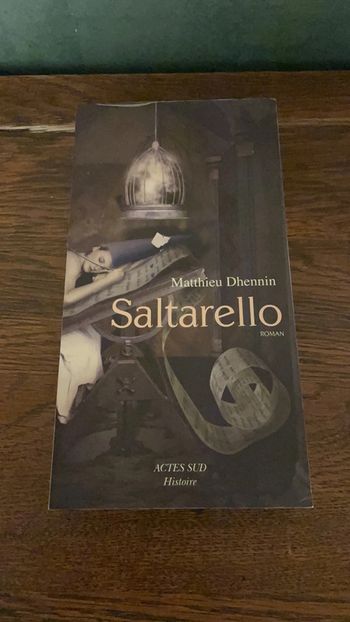 Matthieu Dhennin
Saltarello
ROMAN
ACTES SUD
Histoire